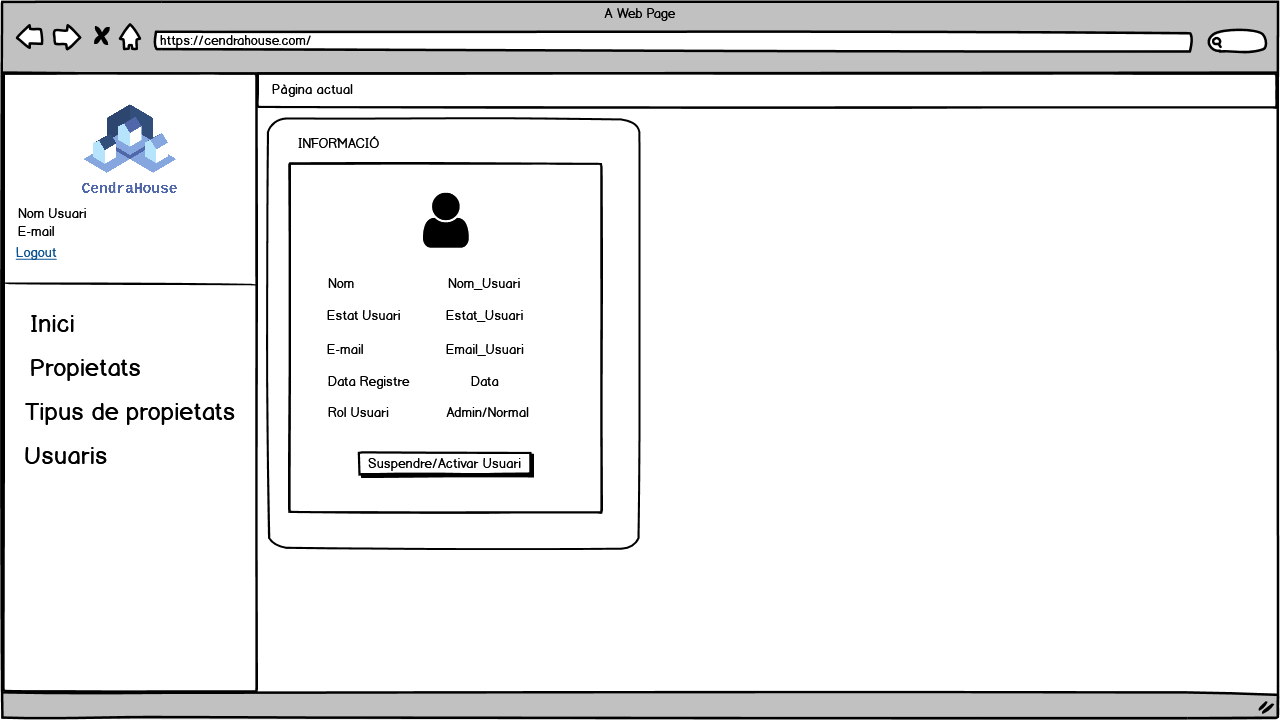 A Web Page
https://cendrahouse.com/
CendraHouse
Nom Usuari
E-mail
Logout
Inici
Propietats
Tipus de propietats
Usuaris
Pàgina actual
INFORMACIÓ
Nom Nom_Usuari
Estat Usuari Estat_Usuari
E-mail Email_Usuari
Data Registre Data
Rol Usuari Admin/Normal
Suspendre/Activar Usuari